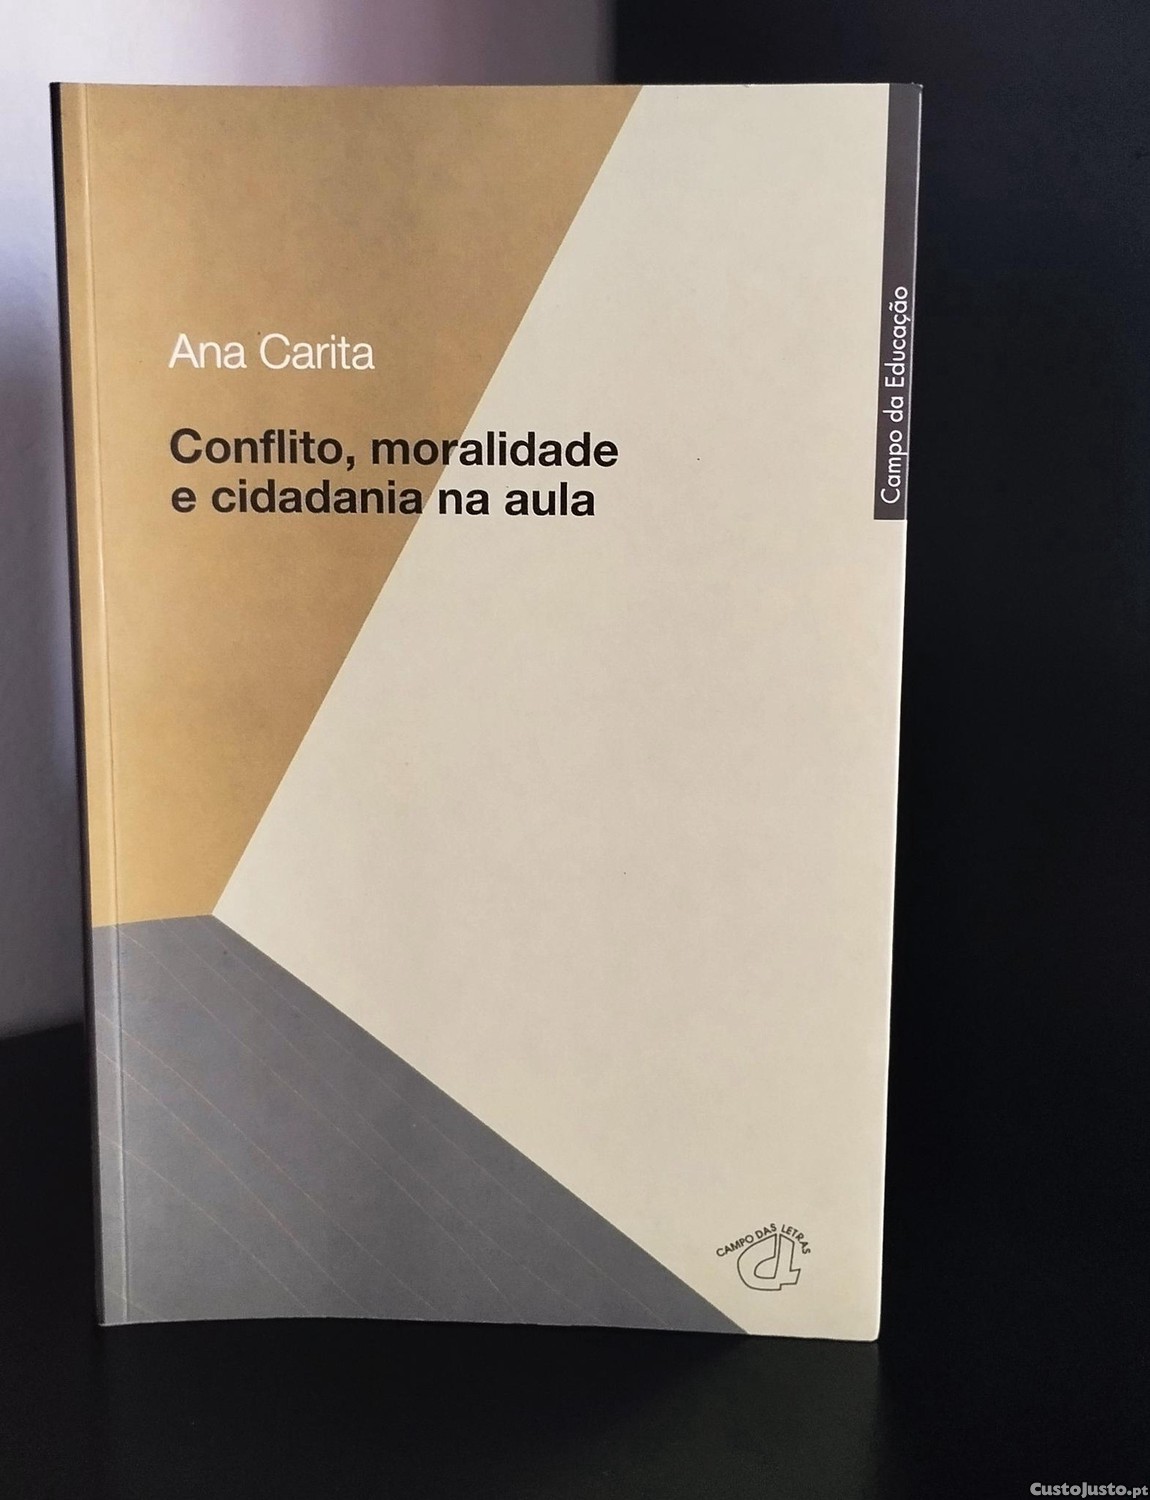 Ana Carita
Conflito, moralidade
e cidadania na aula
Campo da Educação
CAMPO DAS LETRAS
CustoJusto.pt